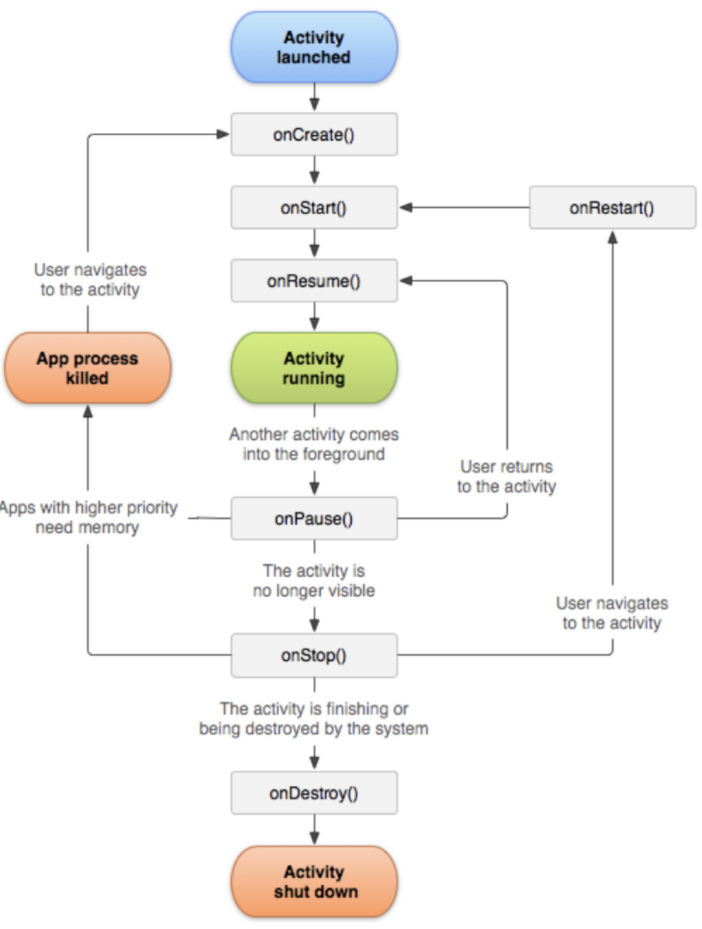 Activity
launched
onCreate()
onStart()
onRestart()
onResume()
User navigates
to the activity
App process
killed
Activity
running
Another activity comes
into the foreground
User returns
to the activity
Apps with higher priority
need memory
onPause()
The activity is
no longer visible
User navigates
to the activity
onStop()
The activity is finishing or
being destroyed by the system
onDestroy()
Activity
shut down